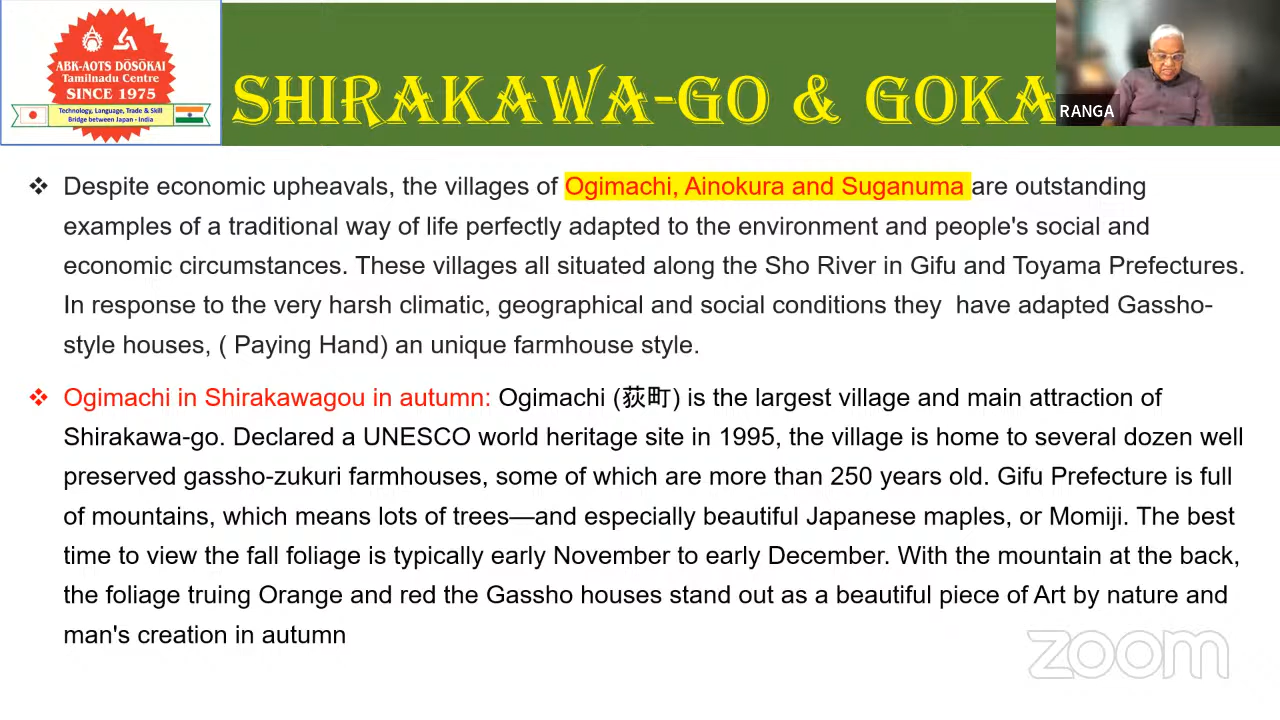 ABK-AOTS DOSOKAI
Tamilnadu Centre
SINCE 1975
Technology, Language, Trade & Skill
Bridge between Japan - India
SHIRAKAWA-GO & GOKA
RANGA
❖ Despite economic upheavals, the villages of Ogimachi, Ainokura and Suganuma are outstanding
examples of a traditional way of life perfectly adapted to the environment and people's social and
economic circumstances. These villages all situated along the Sho River in Gifu and Toyama Prefectures.
In response to the very harsh climatic, geographical and social conditions they have adapted Gassho-
style houses, ( Paying Hand) an unique farmhouse style.
❖ Ogimachi in Shirakawagou in autumn: Ogimachi (荻町) is the largest village and main attraction of
Shirakawa-go. Declared a UNESCO world heritage site in 1995, the village is home to several dozen well
preserved gassho-zukuri farmhouses, some of which are more than 250 years old. Gifu Prefecture is full
of mountains, which means lots of trees—and especially beautiful Japanese maples, or Momiji. The best
time to view the fall foliage is typically early November to early December. With the mountain at the back,
the foliage truing Orange and red the Gassho houses stand out as a beautiful piece of Art by nature and
man's creation in autumn
zoom